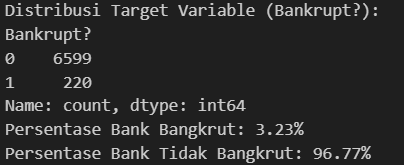 Distribusi Target Variable (Bankrupt?):
Bankrupt?
0    6599
1     220
Name: count, dtype: int64
Persentase Bank Bangkrut: 3.23%
Persentase Bank Tidak Bangkrut: 96.77%